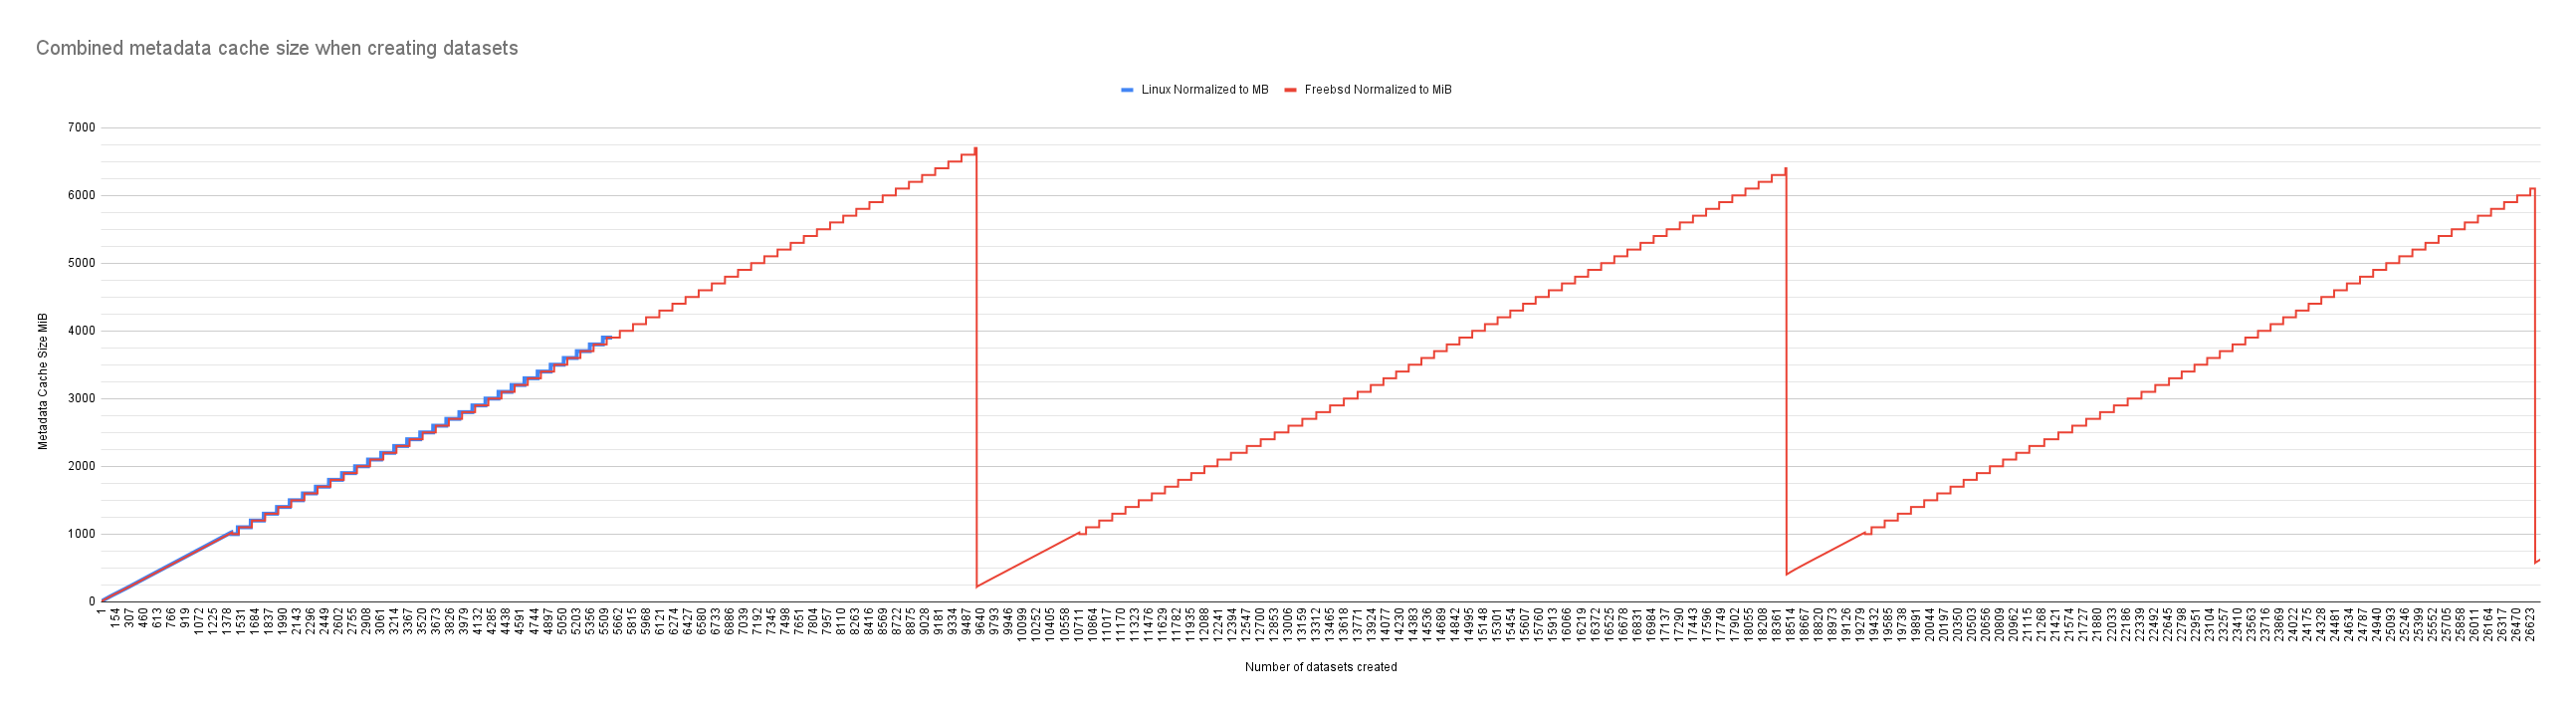 Combined metadata cache size when creating datasets
Linux Normalized to MB
Freebsd Normalized to MiB
Metadata Cache Size MiB
7000
6000
5000
4000
3000
2000
1000
0
1 154 307 460 613 766 919 1072 1225 1378 1531 1684 1837 1990 2143 2296 2449 2602 2755 2908 3061 3214 3367 3520 3673 3826 3979 4132 4285 4438 4591 4744 4897 5050 5203 5356 5509 5662 5815 5968 6121 6274 6427 6580 6733 6886 7039 7192 7345 7498 7651 7804 7957 8110 8263 8416 8569 8722 8875 9028 9181 9334 9487 9640 9793 9946 10099 10252 10405 10558 10711 10864 11017 11170 11323 11476 11629 11782 11935 12088 12241 12394 12547 12700 12853 13006 13159 13312 13465 13618 13771 13924 14077 14230 14383 14536 14689 14842 14995 15148 15301 15454 15607 15760 15913 16066 16219 16372 16525 16678 16831 16984 17137 17290 17443 17596 17749 17902 18055 18208 18361 18514 18667 18820 18973 19126 19279 19432 19585 19738 19891 20044 20197 20350 20503 20656 20809 20962 21115 21268 21421 21574 21727 21880 22033 22186 22339 22492 22645 22798 22951 23104 23257 23410 23563 23716 23869 24022 24175 24328 24481 24634 24787 24940 25093 25246 25399 25552 25705 25858 26011 26164 26317 26470 26623
Number of datasets created